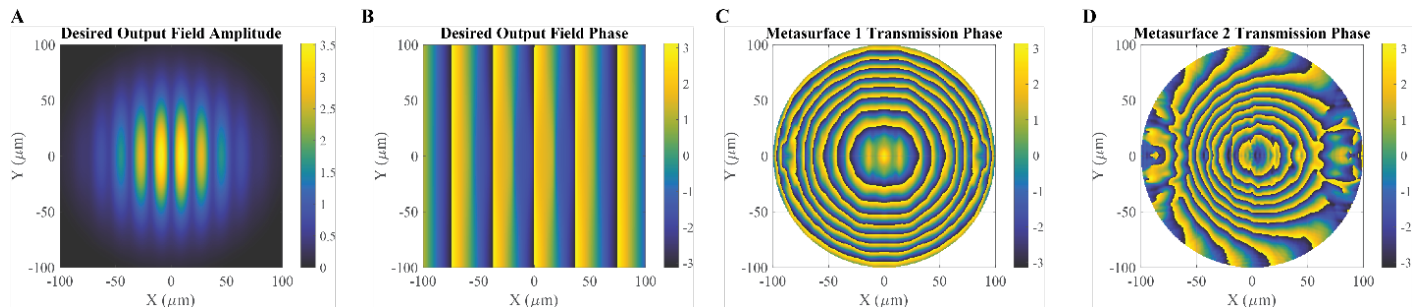 A
Desired Output Field Amplitude
100
50
0
-50
-100
Y (μm)
-100 -50 0 50 100
X (μm)
3.5
3
2.5
2
1.5
1
0.5
0
B
Desired Output Field Phase
100
50
0
-50
-100
Y (μm)
-100 -50 0 50 100
X (μm)
3
2
1
0
-1
-2
-3
C
Metasurface 1 Transmission Phase
100
50
0
-50
-100
Y (μm)
-100 -50 0 50 100
X (μm)
3
2
1
0
-1
-2
-3
D
Metasurface 2 Transmission Phase
100
50
0
-50
-100
Y (μm)
-100 -50 0 50 100
X (μm)
3
2
1
0
-1
-2
-3